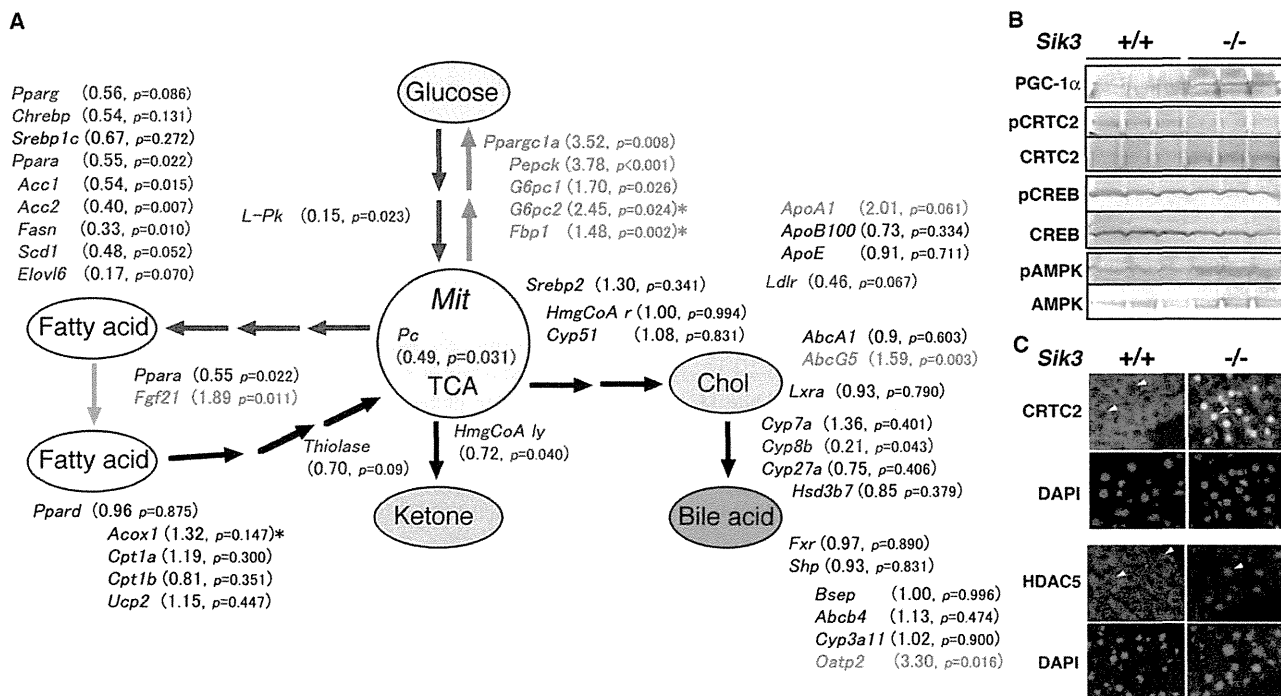 A
Pparg (0.56, p=0.086)
Chrebp (0.54, p=0.131)
Srebp1c (0.67, p=0.272)
Ppara (0.55, p=0.022)
Acc1 (0.54, p=0.015)
Acc2 (0.40, p=0.007)
Fasn (0.33, p=0.010)
Scd1 (0.48, p=0.052)
Elovl6 (0.17, p=0.070)
Glucose
L-Pk (0.15, p=0.023)
Ppargc1a (3.52, p=0.008)
Pepck (3.78, p<0.001)
G6pc1 (1.70, p=0.026)
G6pc2 (2.45, p=0.024)*
Fbp1 (1.48, p=0.002)*
ApoA1 (2.01, p=0.061)
ApoB100 (0.73, p=0.334)
ApoE (0.91, p=0.711)
Ldlr (0.46, p=0.067)
Srebp2 (1.30, p=0.341)
HmgCoA r (1.00, p=0.994)
Cyp51 (1.08, p=0.831)
Mit
Pc
(0.49, p=0.031)
TCA
Fatty acid
Ppara (0.55 p=0.022)
Fgf21 (1.89 p=0.011)
Fatty acid
Thiolase
(0.70, p=0.09)
HmgCoA ly
(0.72, p=0.040)
Ketone
Ppard (0.96 p=0.875)
Acox1 (1.32, p=0.147)*
Cpt1a (1.19, p=0.300)
Cpt1b (0.81, p=0.351)
Ucp2 (1.15, p=0.447)
AbcA1 (0.9, p=0.603)
AbcG5 (1.59, p=0.003)
Chol
Lxra (0.93, p=0.790)
Cyp7a (1.36, p=0.401)
Cyp8b (0.21, p=0.043)
Cyp27a (0.75, p=0.406)
Hsd3b7 (0.85 p=0.379)
Bile acid
Fxr (0.97, p=0.890)
Shp (0.93, p=0.831)
Bsep (1.00, p=0.996)
Abcb4 (1.13, p=0.474)
Cyp3a11 (1.02, p=0.900)
Oatp2 (3.30, p=0.016)
B
Sik3 +/+ -/-
PGC-1α
pCRTC2
CRTC2
pCREB
CREB
pAMPK
AMPK
C
Sik3 +/+ -/-
CRTC2
DAPI
HDAC5
DAPI